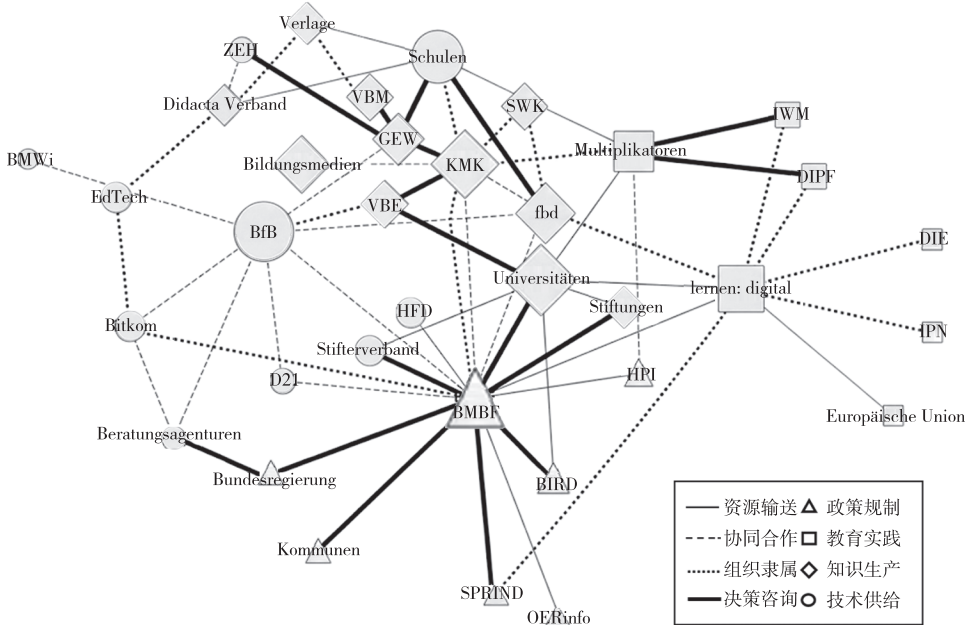 Verlage
ZEH
Schulen
Didacta Verband
VBM
SWK
IWM
GEW
Multiplikatoren
BMWi
Bildungsmedien
KMK
DIPF
EdTech
VBE
fbd
BfB
DIE
Universitäten
lernen: digital
HFD
Stiftungen
Bitkom
Stifterverband
IPN
D21
HPI
BMBF
Europäische Union
Beratungsagenturen
Bundesregierung
BIRD
Kommunen
SPRIND
OERinfo
资源输送 政策规制
协同合作 教育实践
组织隶属 知识生产
决策咨询 技术供给